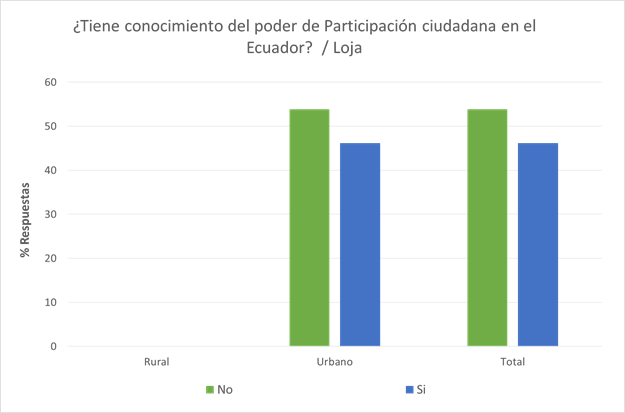 ¿Tiene conocimiento del poder de Participación ciudadana en el
Ecuador? / Loja
60
50
40
30
20
10
0
% Respuestas
Rural Urbano Total
No Si